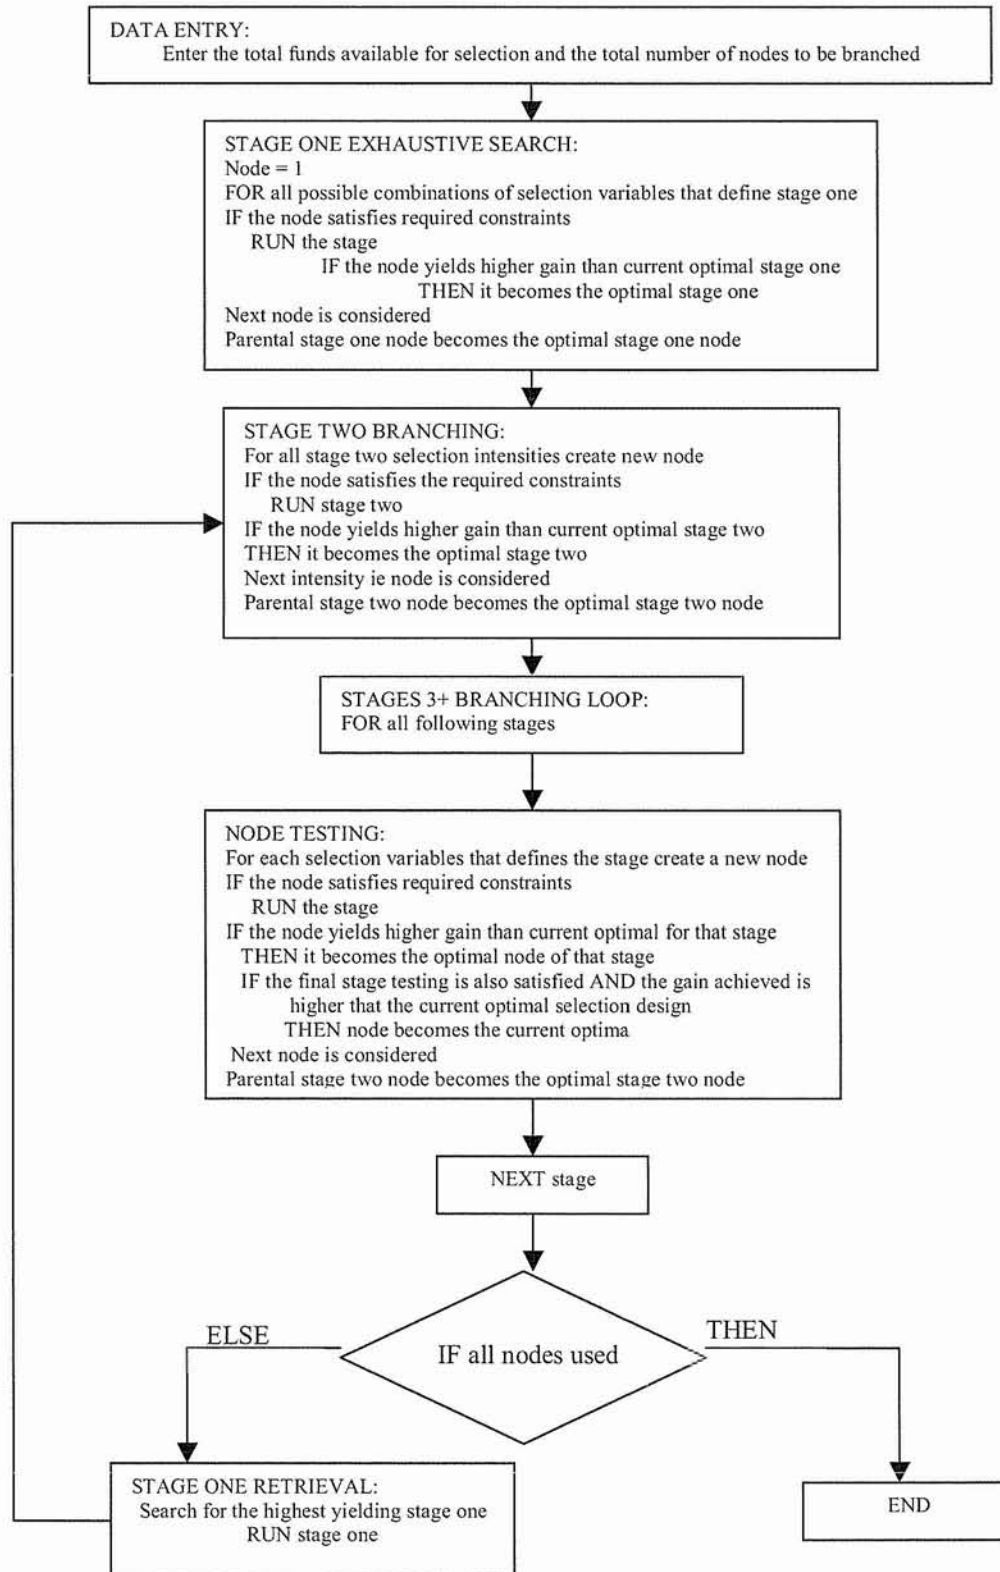 DATA ENTRY:
Enter the total funds available for selection and the total number of nodes to be branched
STAGE ONE EXHAUSTIVE SEARCH:
Node = 1
FOR all possible combinations of selection variables that define stage one
IF the node satisfies required constraints
RUN the stage
IF the node yields higher gain than current optimal stage one
THEN it becomes the optimal stage one
Next node is considered
Parental stage one node becomes the optimal stage one node
STAGE TWO BRANCHING:
For all stage two selection intensities create new node
IF the node satisfies the required constraints
RUN stage two
IF the node yields higher gain than current optimal stage two
THEN it becomes the optimal stage two
Next intensity ie node is considered
Parental stage two node becomes the optimal stage two node
STAGES 3+ BRANCHING LOOP:
FOR all following stages
NODE TESTING:
For each selection variables that defines the stage create a new node
IF the node satisfies required constraints
RUN the stage
IF the node yields higher gain than current optimal for that stage
THEN it becomes the optimal node of that stage
IF the final stage testing is also satisfied AND the gain achieved is
higher that the current optimal selection design
THEN node becomes the current optima
Next node is considered
Parental stage two node becomes the optimal stage two node
NEXT stage
ELSE
THEN
IF all nodes used
STAGE ONE RETRIEVAL:
Search for the highest yielding stage one
RUN stage one
END